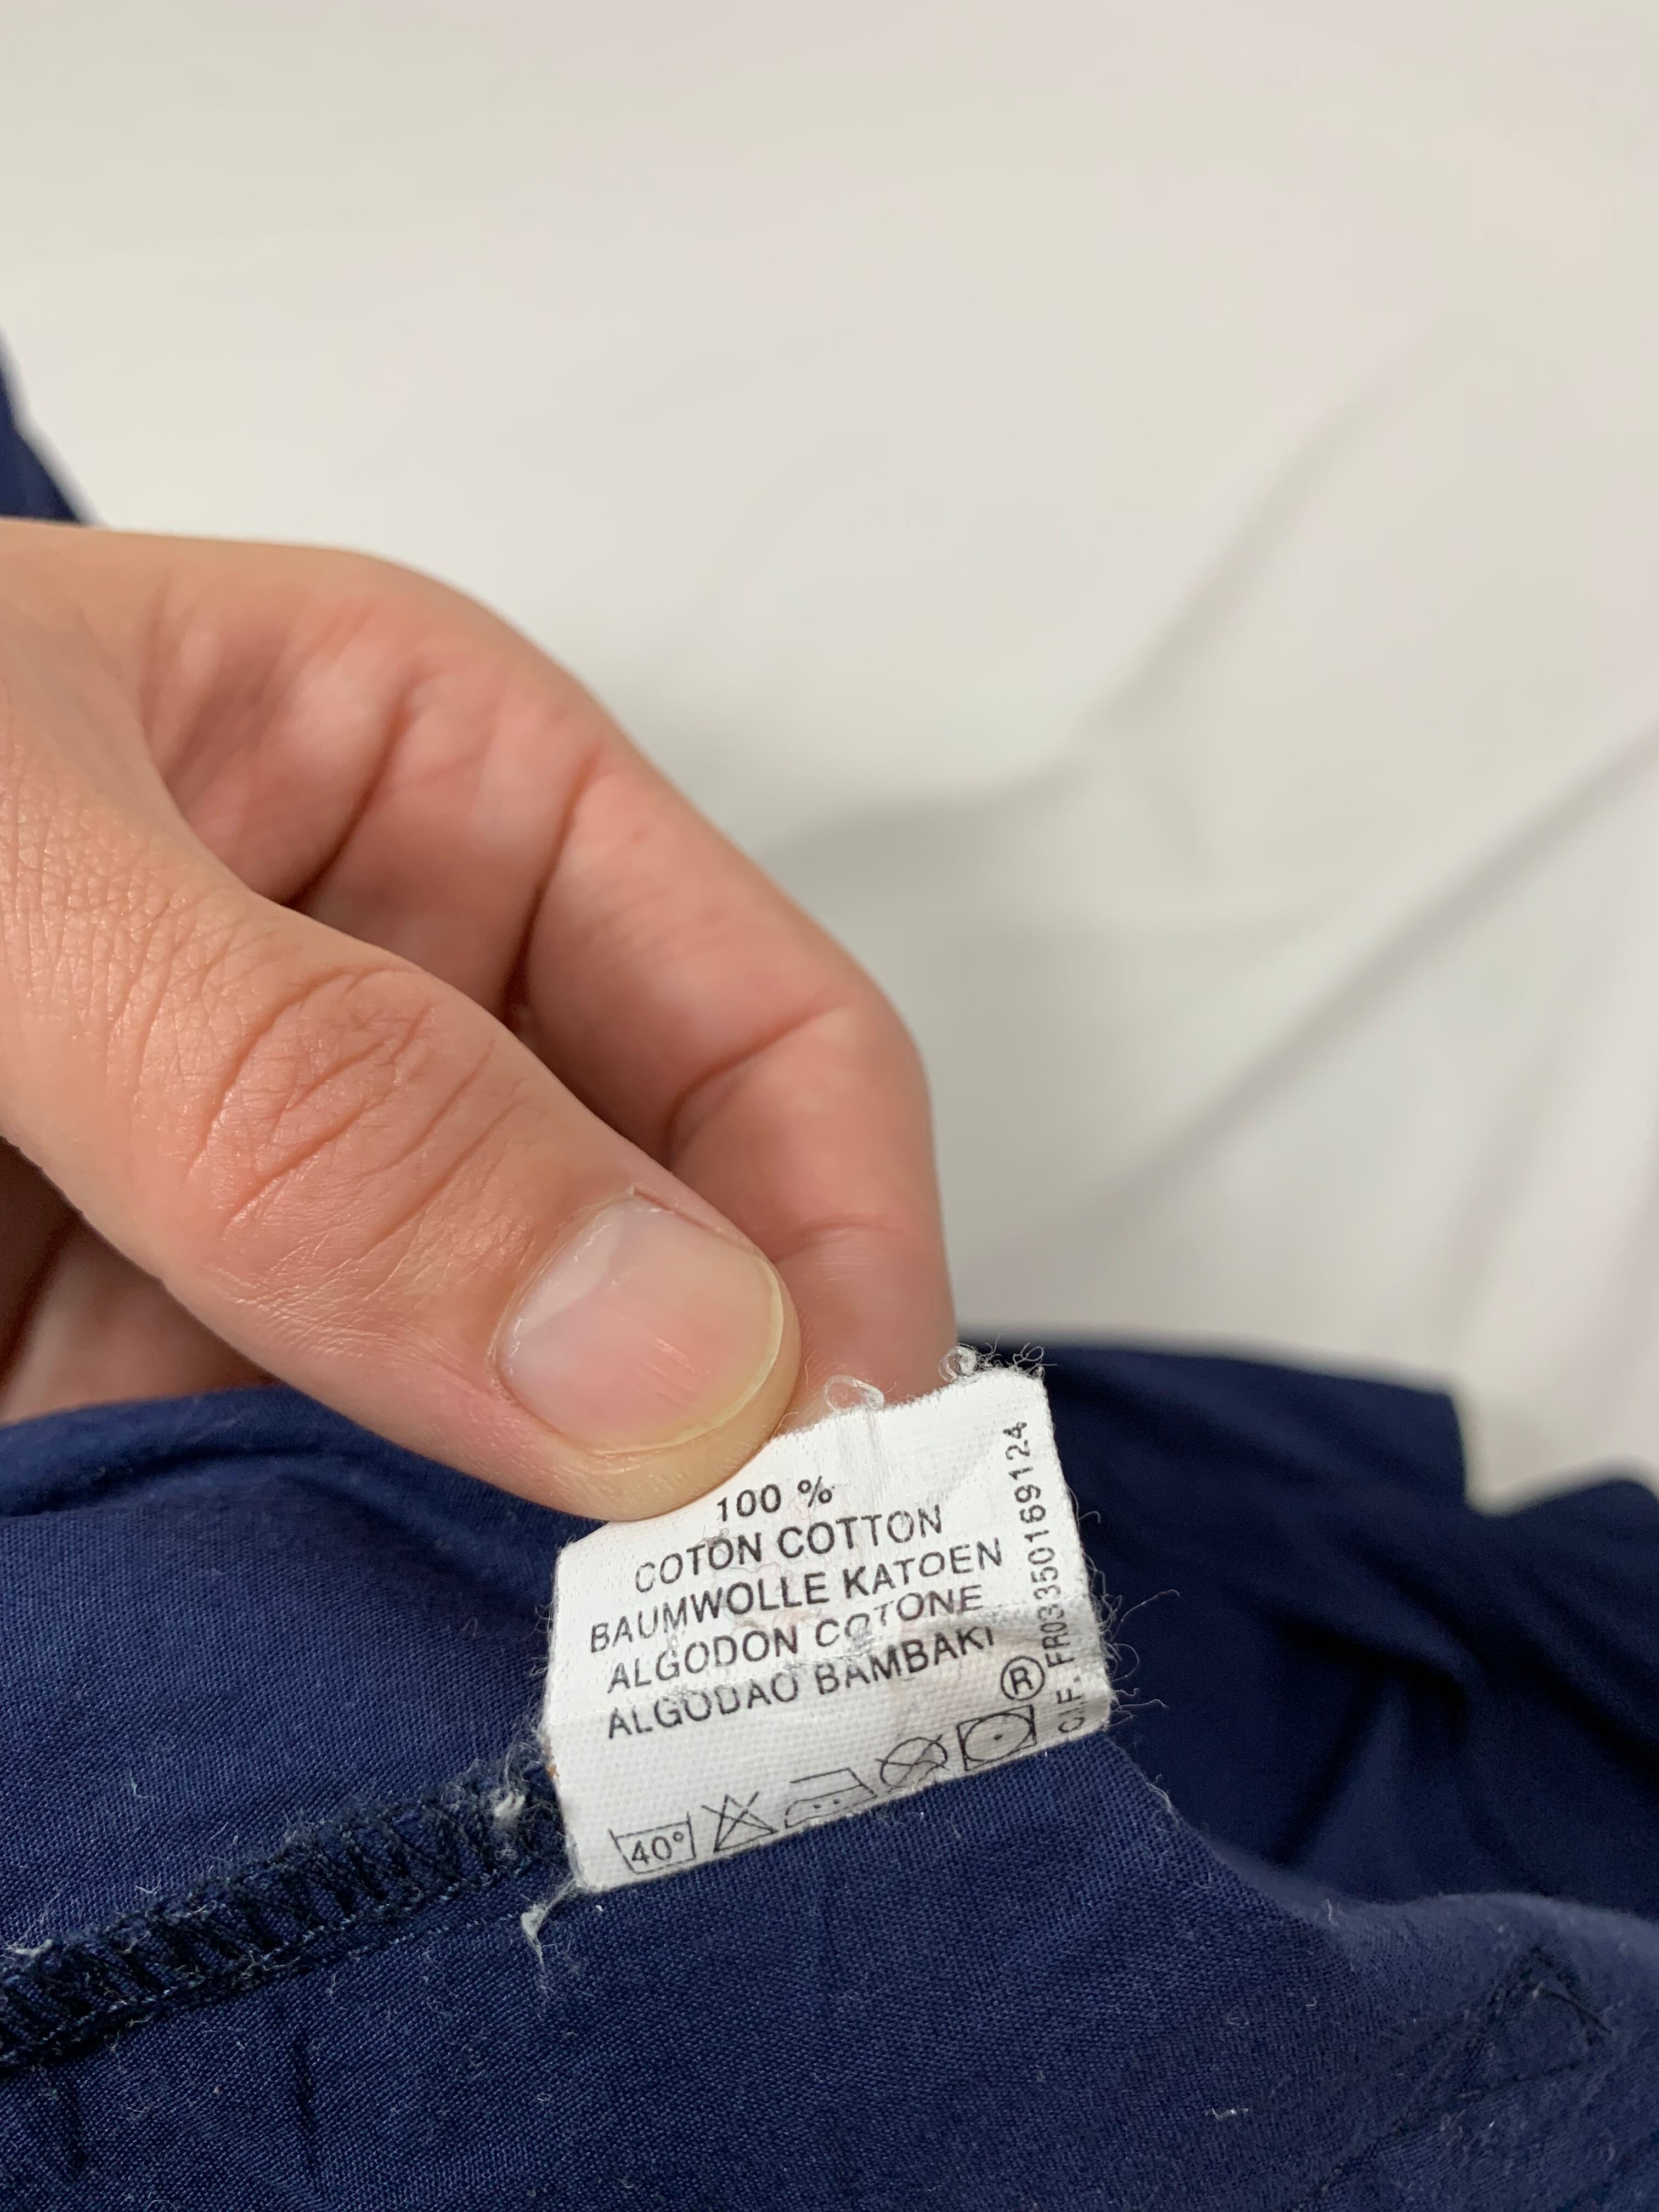 100 %
COTON COTTON
BAUMWOLLE KATOEN
ALGODON COTONE
ALGODAO BAMBAKI
®
40°
C.I.F. FR03350169124